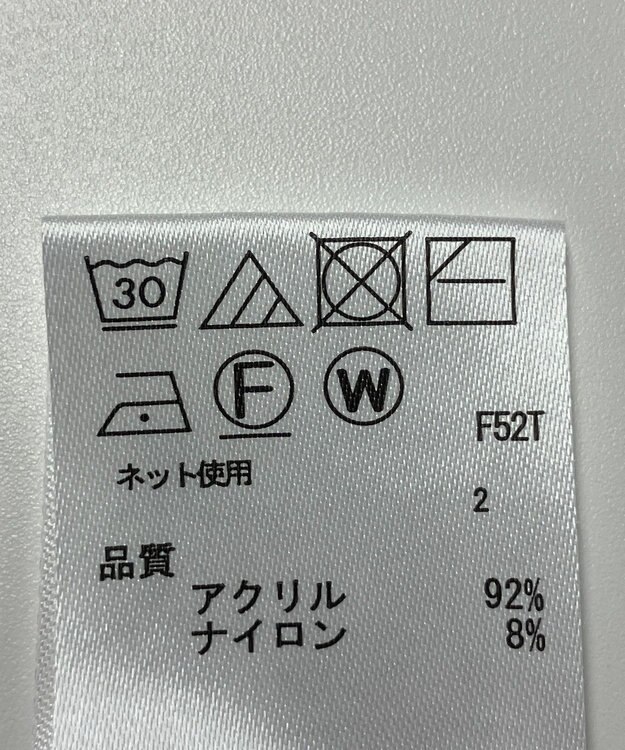 30
F W
F52T
ネット使用
2
品質
アクリル 92%
ナイロン 8%